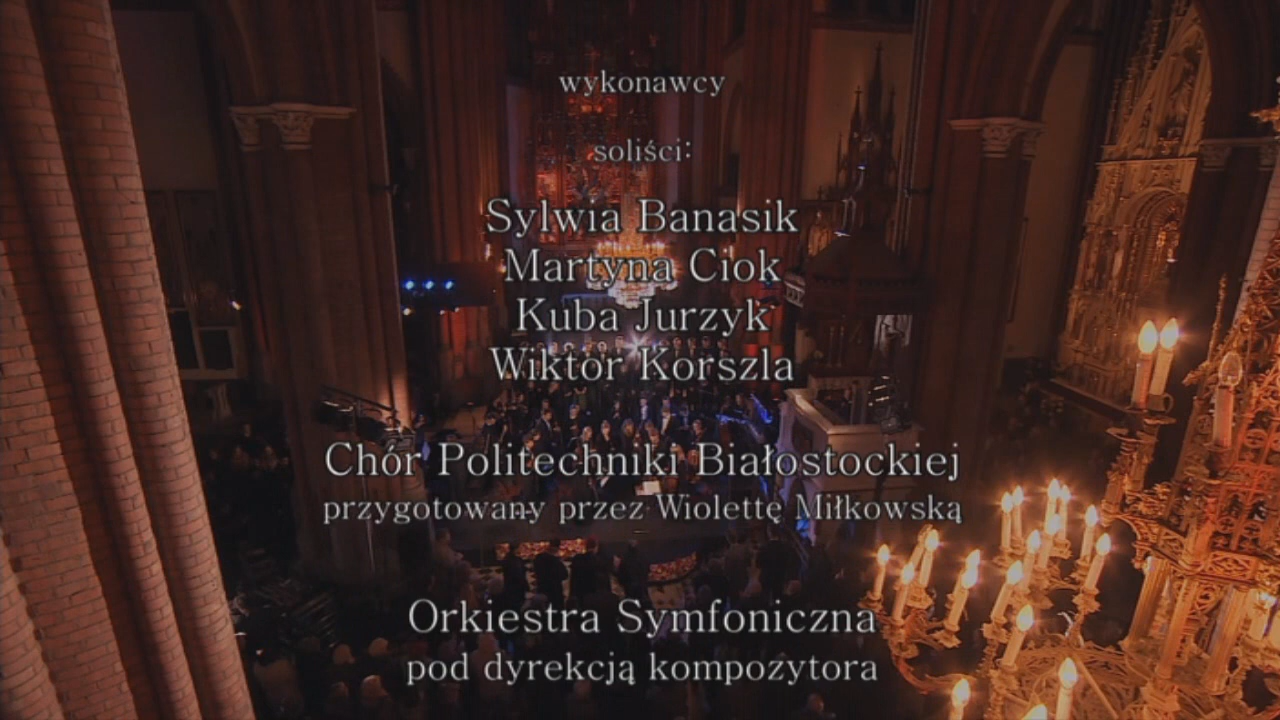 wykonawcy
soliści:
Sylwia Banasik
Martyna Ciok
Kuba Jurzyk
Wiktor Korszla
Chór Politechniki Białostockiej
przygotowany przez Wiolettę Miłkowską
Orkiestra Symfoniczna
pod dyrekcją kompozytora